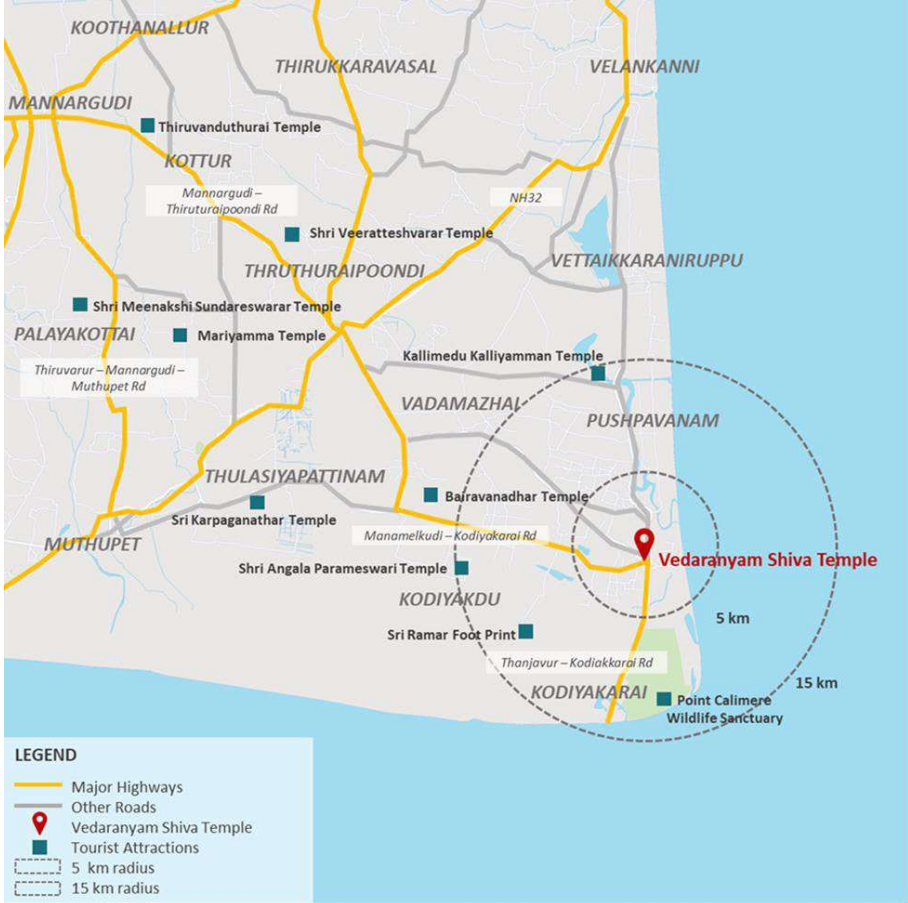 KOOTHANALLUR
THIRUKKARAVASAL
VELANKANNI
MANNARGUDI
Thiruvanduthurai Temple
KOTTUR
Mannargudi –
Thiruturaipoondi Rd
NH32
Shri Veeratteshvarar Temple
THRUTHURAIPOONDI
VETTAIKKARANIRUPPU
Shri Meenakshi Sundareswarar Temple
PALAYAKOTTAI
Mariyamma Temple
Kallimedu Kalliyamman Temple
Thiruvarur – Mannargudi –
Muthupet Rd
VADAMAZHAI
PUSHPAVANAM
THULASIYAPATTINAM
Bairavanadhar Temple
Sri Karpaganathar Temple
Manamelkudi – Kodiyakarai Rd
MUTHUPET
Vedaranyam Shiva Temple
Shri Angala Parameswari Temple
KODIYAKDU
5 km
Sri Ramar Foot Print
Thanjavur – Kodiakkarai Rd
15 km
KODIYAKARAI
Point Calimere
Wildlife Sanctuary
LEGEND
Major Highways
Other Roads
Vedaranyam Shiva Temple
Tourist Attractions
5 km radius
15 km radius